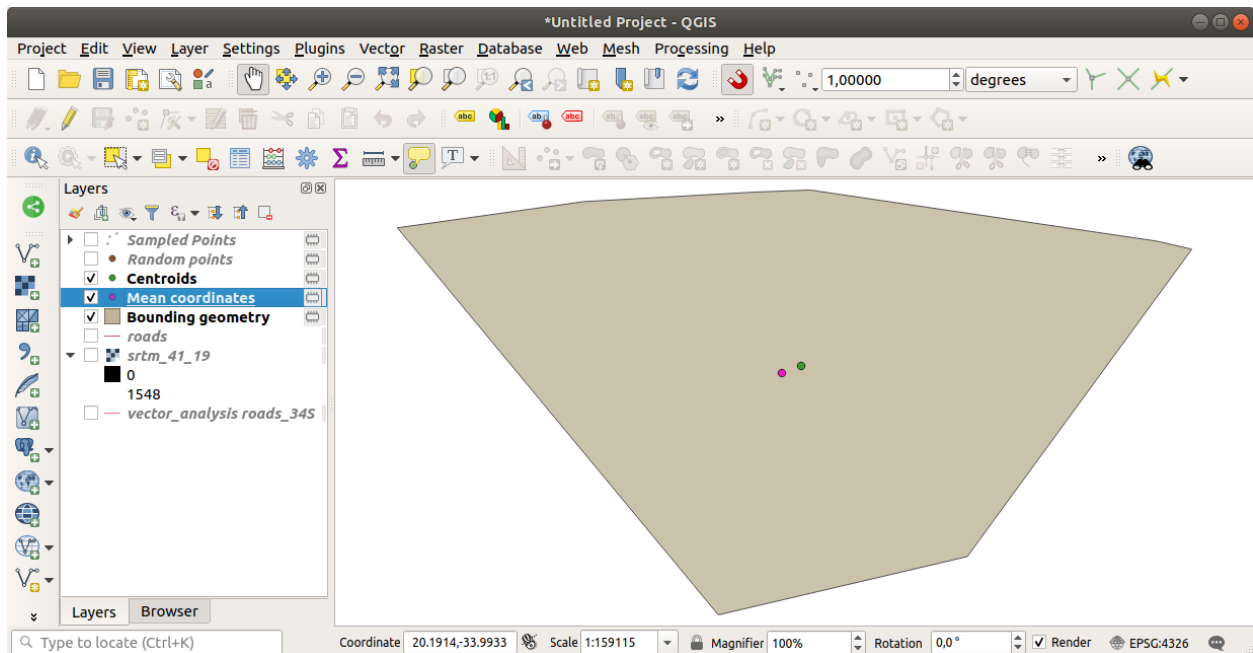 *Untitled Project - QGIS
Project Edit View Layer Settings Plugins Vector Raster Database Web Mesh Processing Help
1,00000 degrees
abc abc abc
Layers
Sampled Points
Random points
Centroids
Mean coordinates
Bounding geometry
roads
srtm_41_19
0
1548
vector_analysis roads_34S
Layers Browser
Type to locate (Ctrl+K) Coordinate 20.1914,-33.9933 Scale 1:159115 Magnifier 100% Rotation 0,0 ° Render EPSG:4326